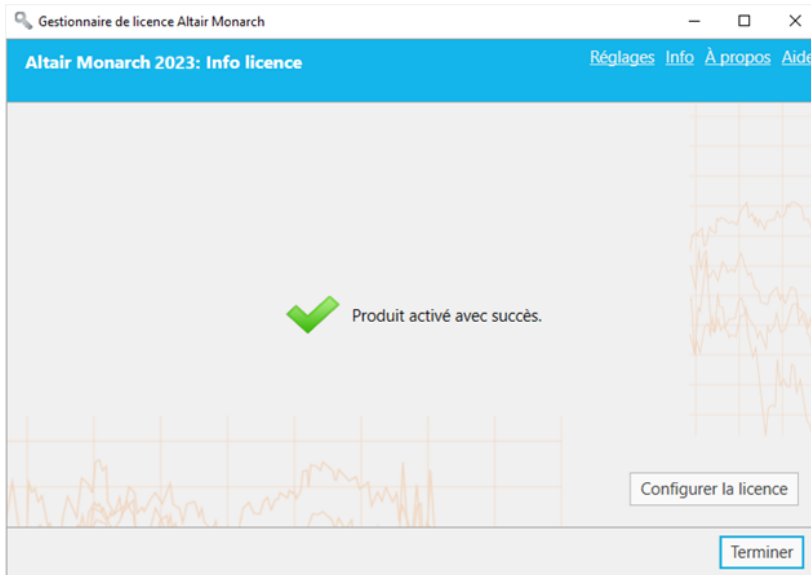 Gestionnaire de licence Altair Monarch
Altair Monarch 2023: Info licence
Réglages Info À propos Aide
Produit activé avec succès.
Configurer la licence
Terminer